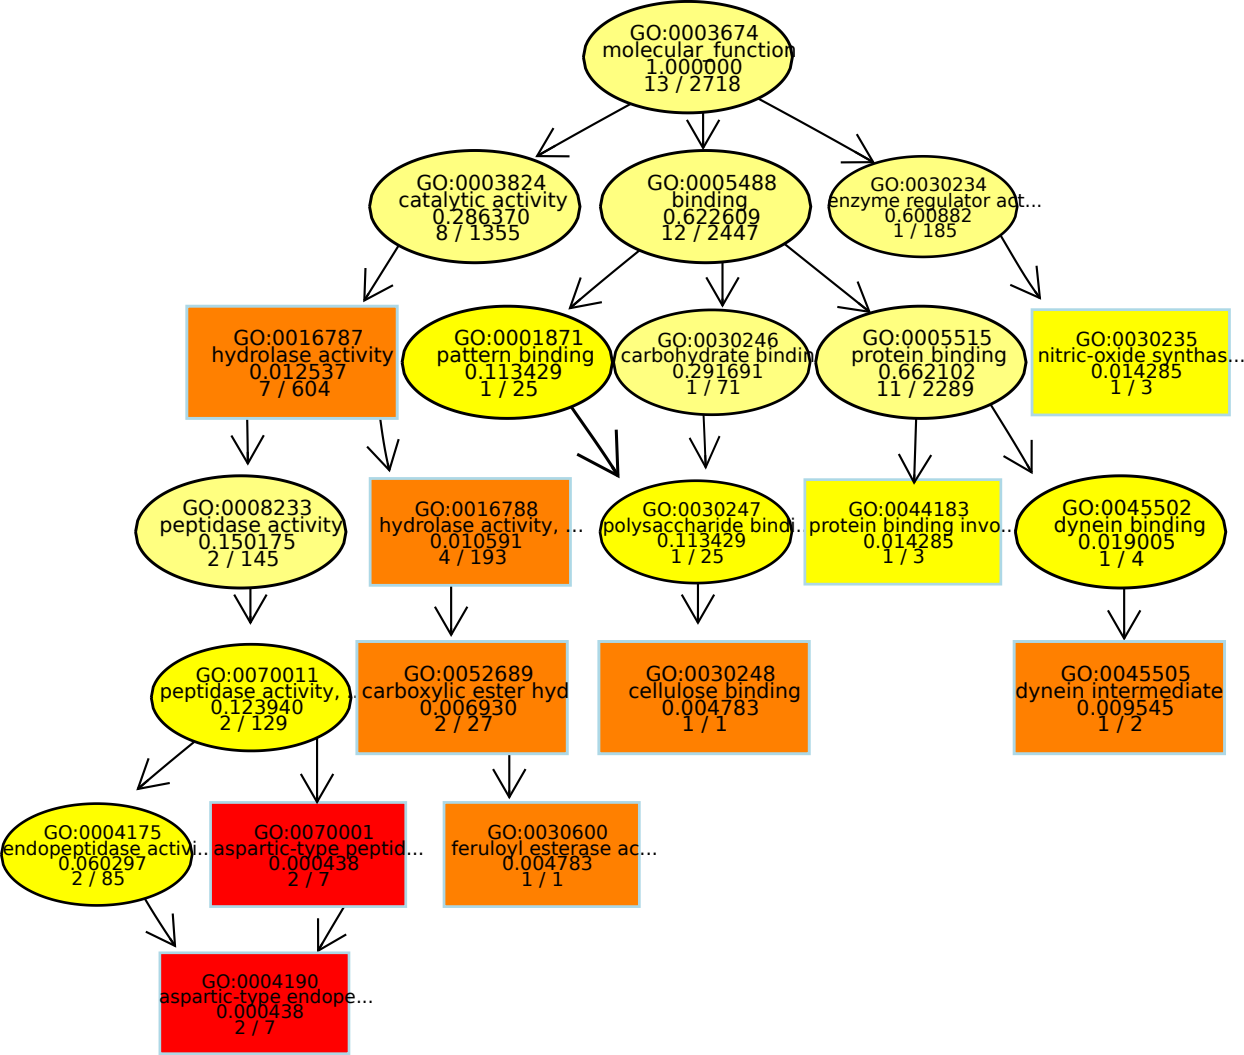 GO:0003674
molecular_function
1.000000
13 / 2718
GO:0003824
catalytic activity
0.286370
8 / 1355
GO:0005488
binding
0.622609
12 / 2447
GO:0030234
enzyme regulator act...
0.600882
1 / 185
GO:0016787
hydrolase activity
0.012537
7 / 604
GO:0001871
pattern binding
0.113429
1 / 25
GO:0030246
carbohydrate bindin
0.291691
1 / 71
GO:0005515
protein binding
0.662102
11 / 2289
GO:0030235
nitric-oxide synthas...
0.014285
1 / 3
GO:0008233
peptidase activity
0.150175
2 / 145
GO:0016788
hydrolase activity, ...
0.010591
4 / 193
GO:0030247
polysaccharide bindi...
0.113429
1 / 25
GO:0044183
protein binding invo...
0.014285
1 / 3
GO:0045502
dynein binding
0.019005
1 / 4
GO:0070011
peptidase activity, ...
0.123940
2 / 129
GO:0052689
carboxylic ester hyd
0.006930
2 / 27
GO:0030248
cellulose binding
0.004783
1 / 1
GO:0045505
dynein intermediate
0.009545
1 / 2
GO:0004175
endopeptidase activi...
0.060297
2 / 85
GO:0070001
aspartic-type peptid...
0.000438
2 / 7
GO:0030600
feruloyl esterase ac...
0.004783
1 / 1
GO:0004190
aspartic-type endope...
0.000438
2 / 7